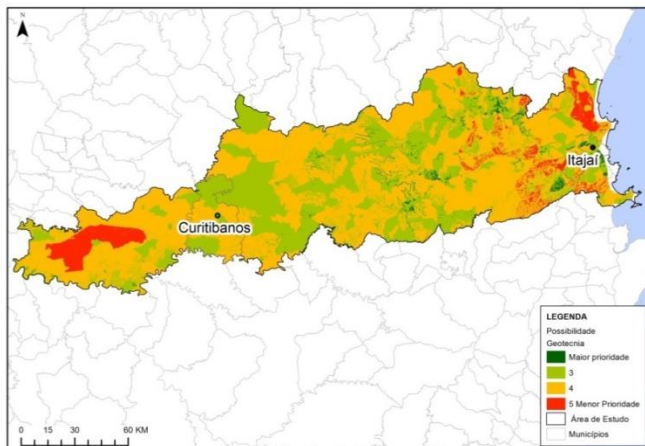 N
Itajaí
Curitibanos
LEGENDA
Possibilidade
Geotecnia
Maior prioridade
3
4
5 Menor Prioridade
Área de Estudo
Municípios
0 15 30 60 KM